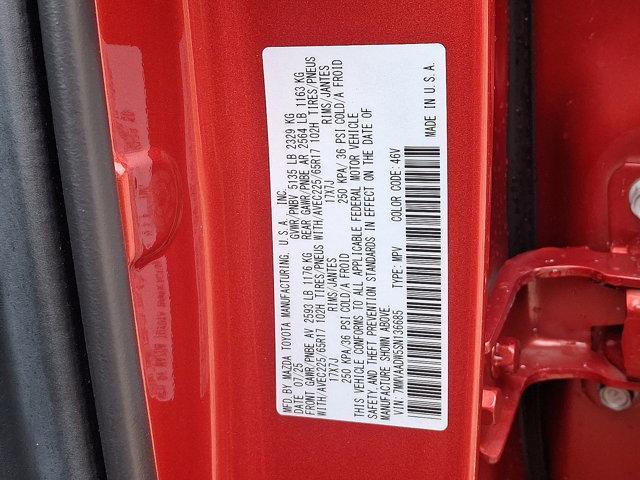 MFD.BY MAZDA TOYOTA MANUFACTURING, U.S.A. INC.
DATE 07/25 GVWR/PNBV 5135 LB 2329 KG
FRONT GAWR/PNBE AV 2593 LB 1176 KG REAR GAWR/PNBE AR 2564 LB 1163 KG
WITH/AVEC225/65R17 102H TIRES/PNEUS WITH/AVEC225/65R17 102H TIRES/PNEUS
17X7J RIMS/JANTES 17X7J RIMS/JANTES
250 KPA/36 PSI COLD/A FROID 250 KPA/36 PSI COLD/A FROID
THIS VEHICLE CONFORMS TO ALL APPLICABLE FEDERAL MOTOR VEHICLE
SAFETY AND THEFT PREVENTION STANDARDS IN EFFECT ON THE DATE OF
MANUFACTURE SHOWN ABOVE.
VIN: 7MMVAADW5SN136685 TYPE: MPV COLOR CODE: 46V
MADE IN U.S.A.